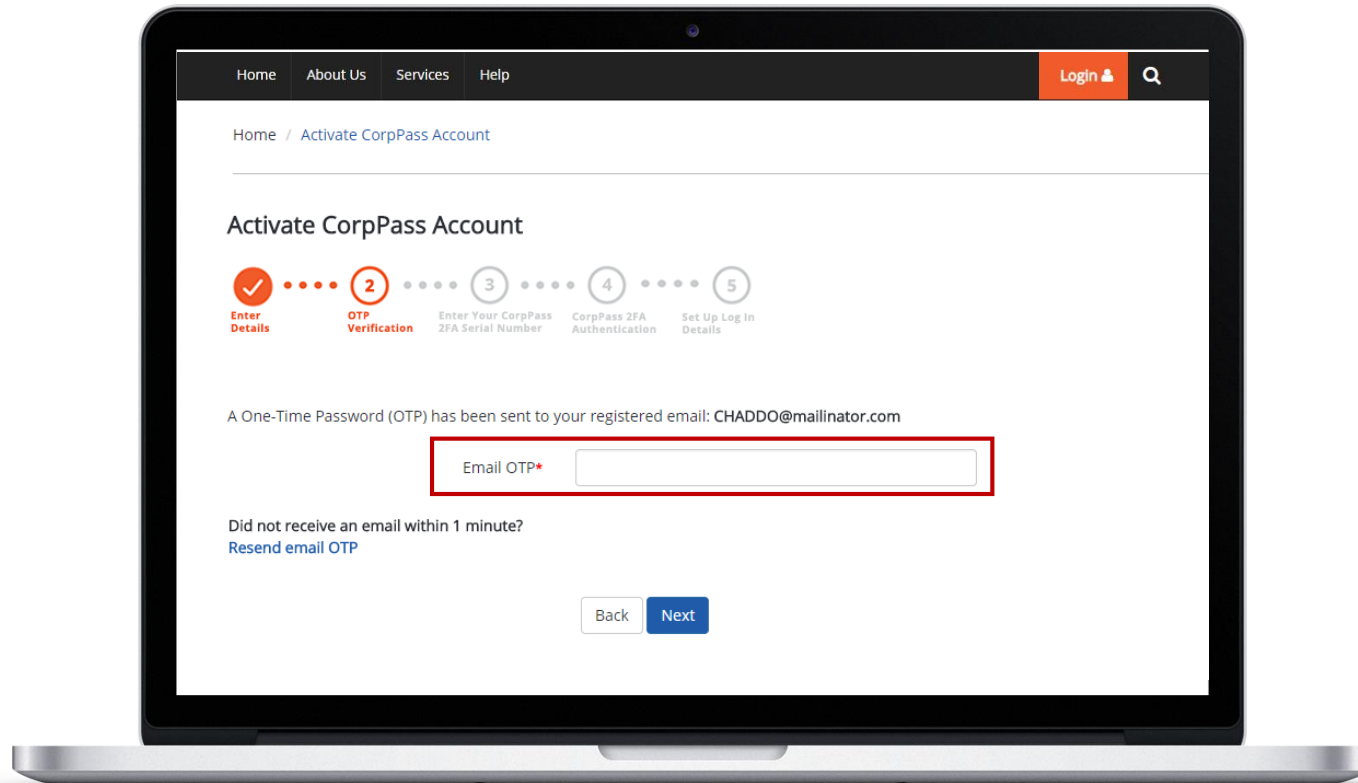 Home About Us Services Help Login
Home / Activate CorpPass Account
Activate CorpPass Account
2 3 4 5
Enter Details
OTP Verification
Enter Your CorpPass 2FA Serial Number
CorpPass 2FA Authentication
Set Up Log In Details
A One-Time Password (OTP) has been sent to your registered email: CHADDO@mailinator.com
Email OTP*
Did not receive an email within 1 minute?
Resend email OTP
Back Next